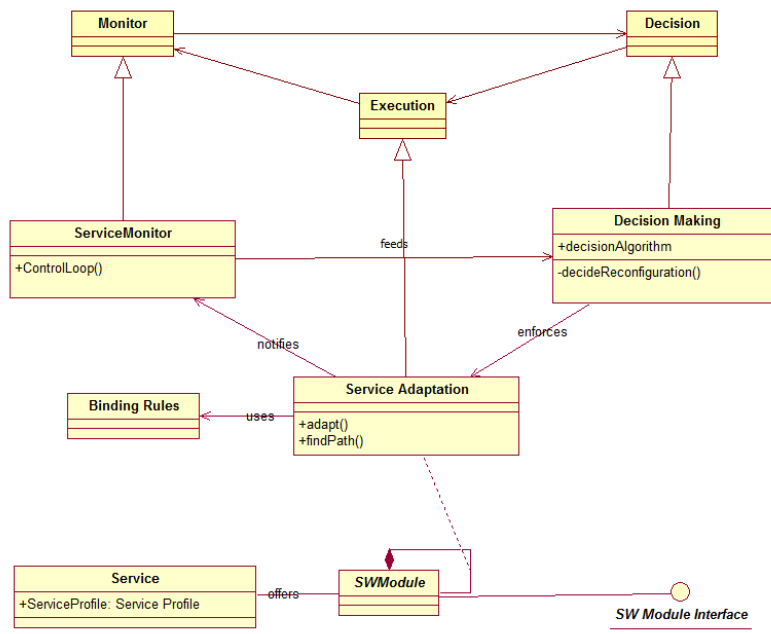 Monitor
Decision
Execution
ServiceMonitor
+ControlLoop()
feeds
Decision Making
+decisionAlgorithm
-decideReconfiguration()
notifies
enforces
Binding Rules
uses
Service Adaptation
+adapt()
+findPath()
Service
+ServiceProfile: Service Profile
offers
SWModule
SW Module Interface